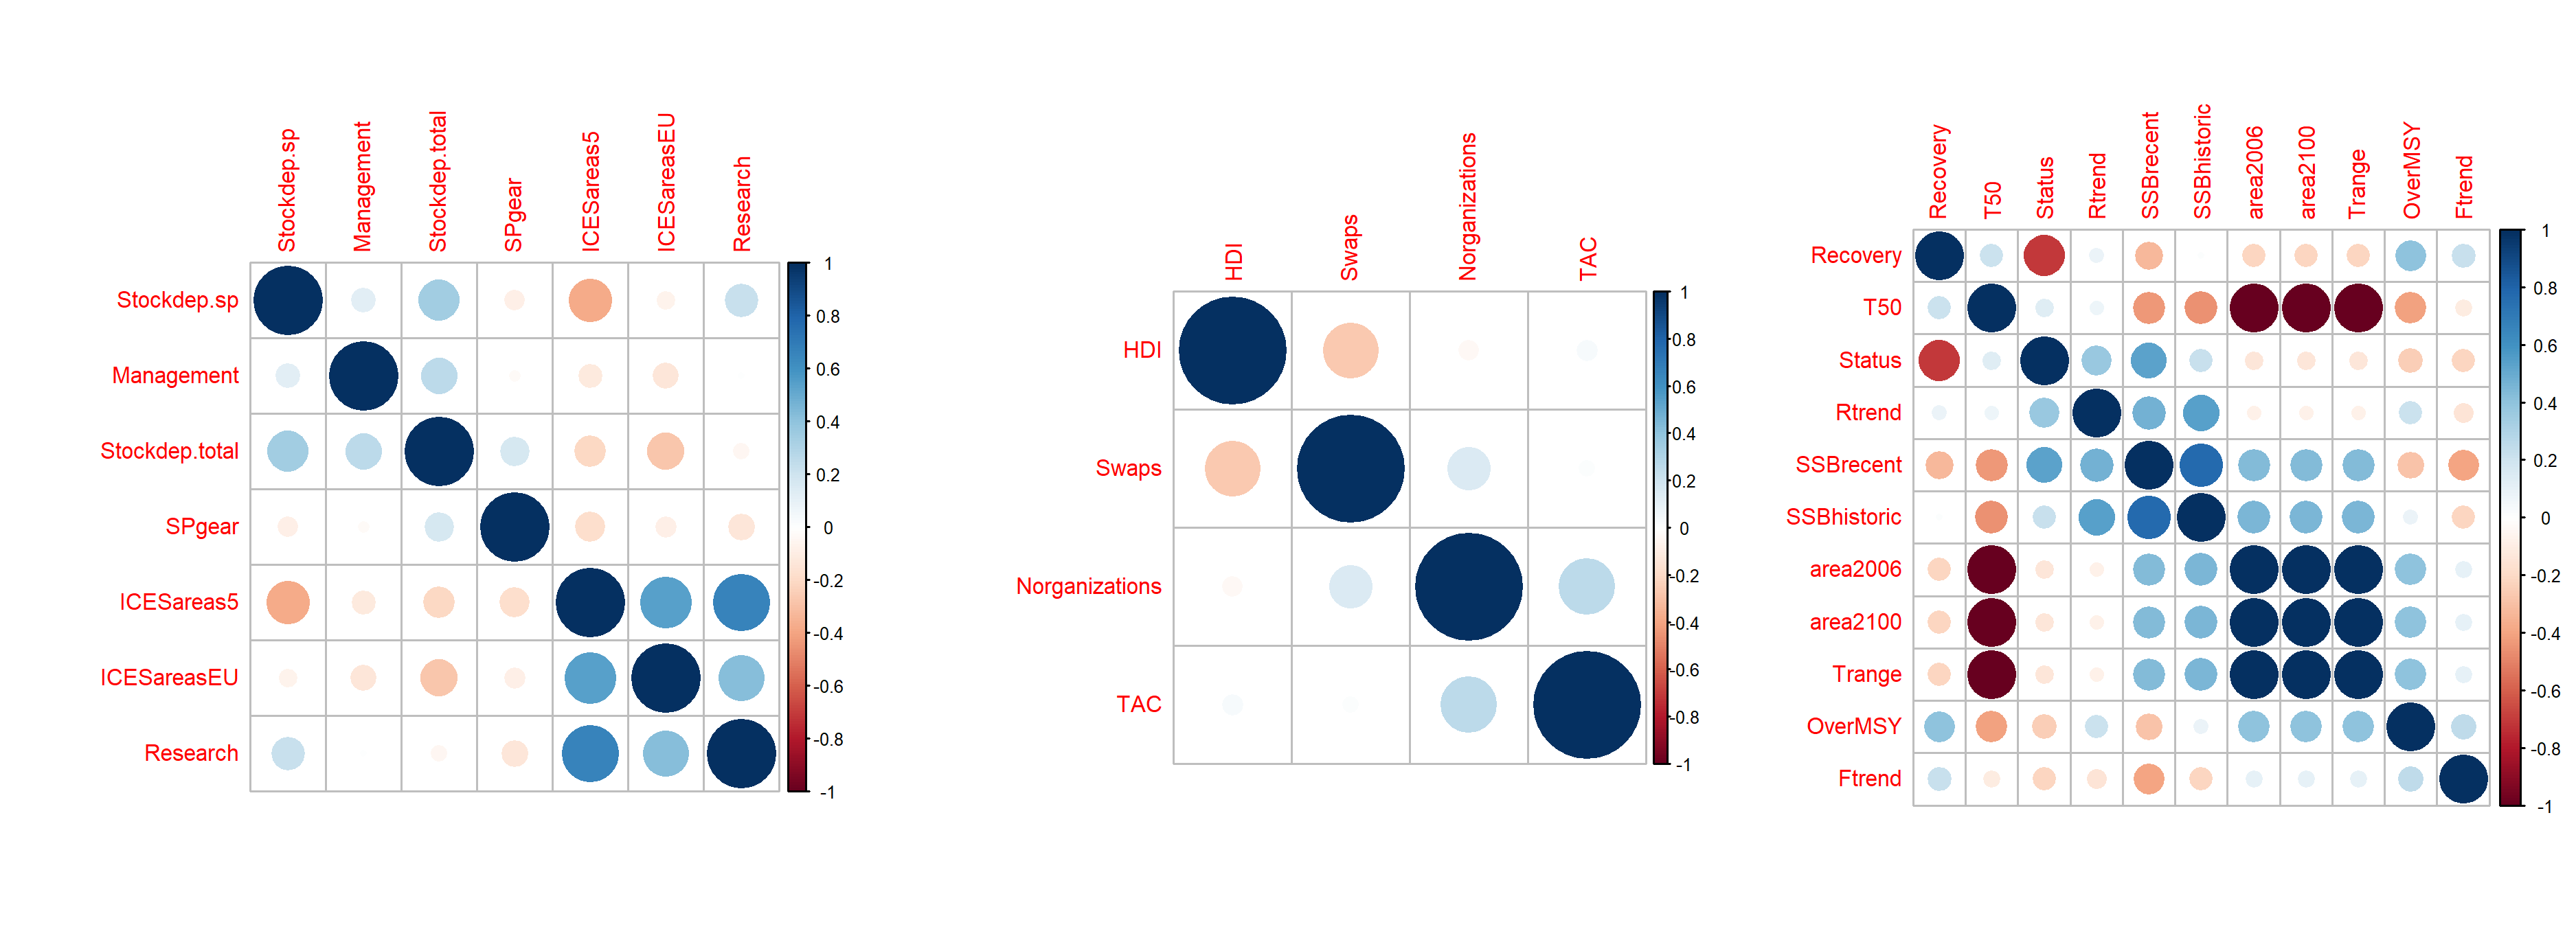 Stockdep.sp
Management
Stockdep.total
SPgear
ICESareas5
ICESareasEU
Research
Stockdep.sp
Management
Stockdep.total
SPgear
ICESareas5
ICESareasEU
Research
1
0.8
0.6
0.4
0.2
0
-0.2
-0.4
-0.6
-0.8
-1
HDI
Swaps
Norganizations
TAC
HDI
Swaps
Norganizations
TAC
1
0.8
0.6
0.4
0.2
0
-0.2
-0.4
-0.6
-0.8
-1
Recovery
T50
Status
Rtrend
SSBrecent
SSBhistoric
area2006
area2100
Trange
OverMSY
Ftrend
Recovery
T50
Status
Rtrend
SSBrecent
SSBhistoric
area2006
area2100
Trange
OverMSY
Ftrend
1
0.8
0.6
0.4
0.2
0
-0.2
-0.4
-0.6
-0.8
-1